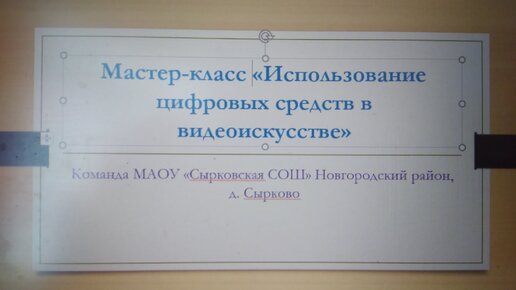 Мастер-класс «Использование
цифровых средств в
видеоискусстве»
Команда МАОУ «Сырковская СОШ» Новгородский район,
д. Сырково